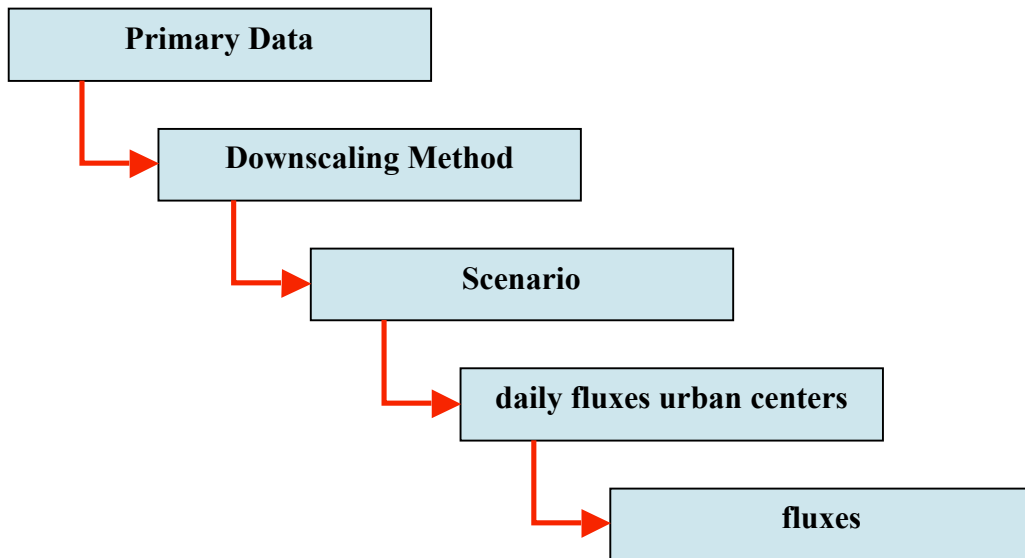 Primary Data
Downscaling Method
Scenario
daily fluxes urban centers
fluxes